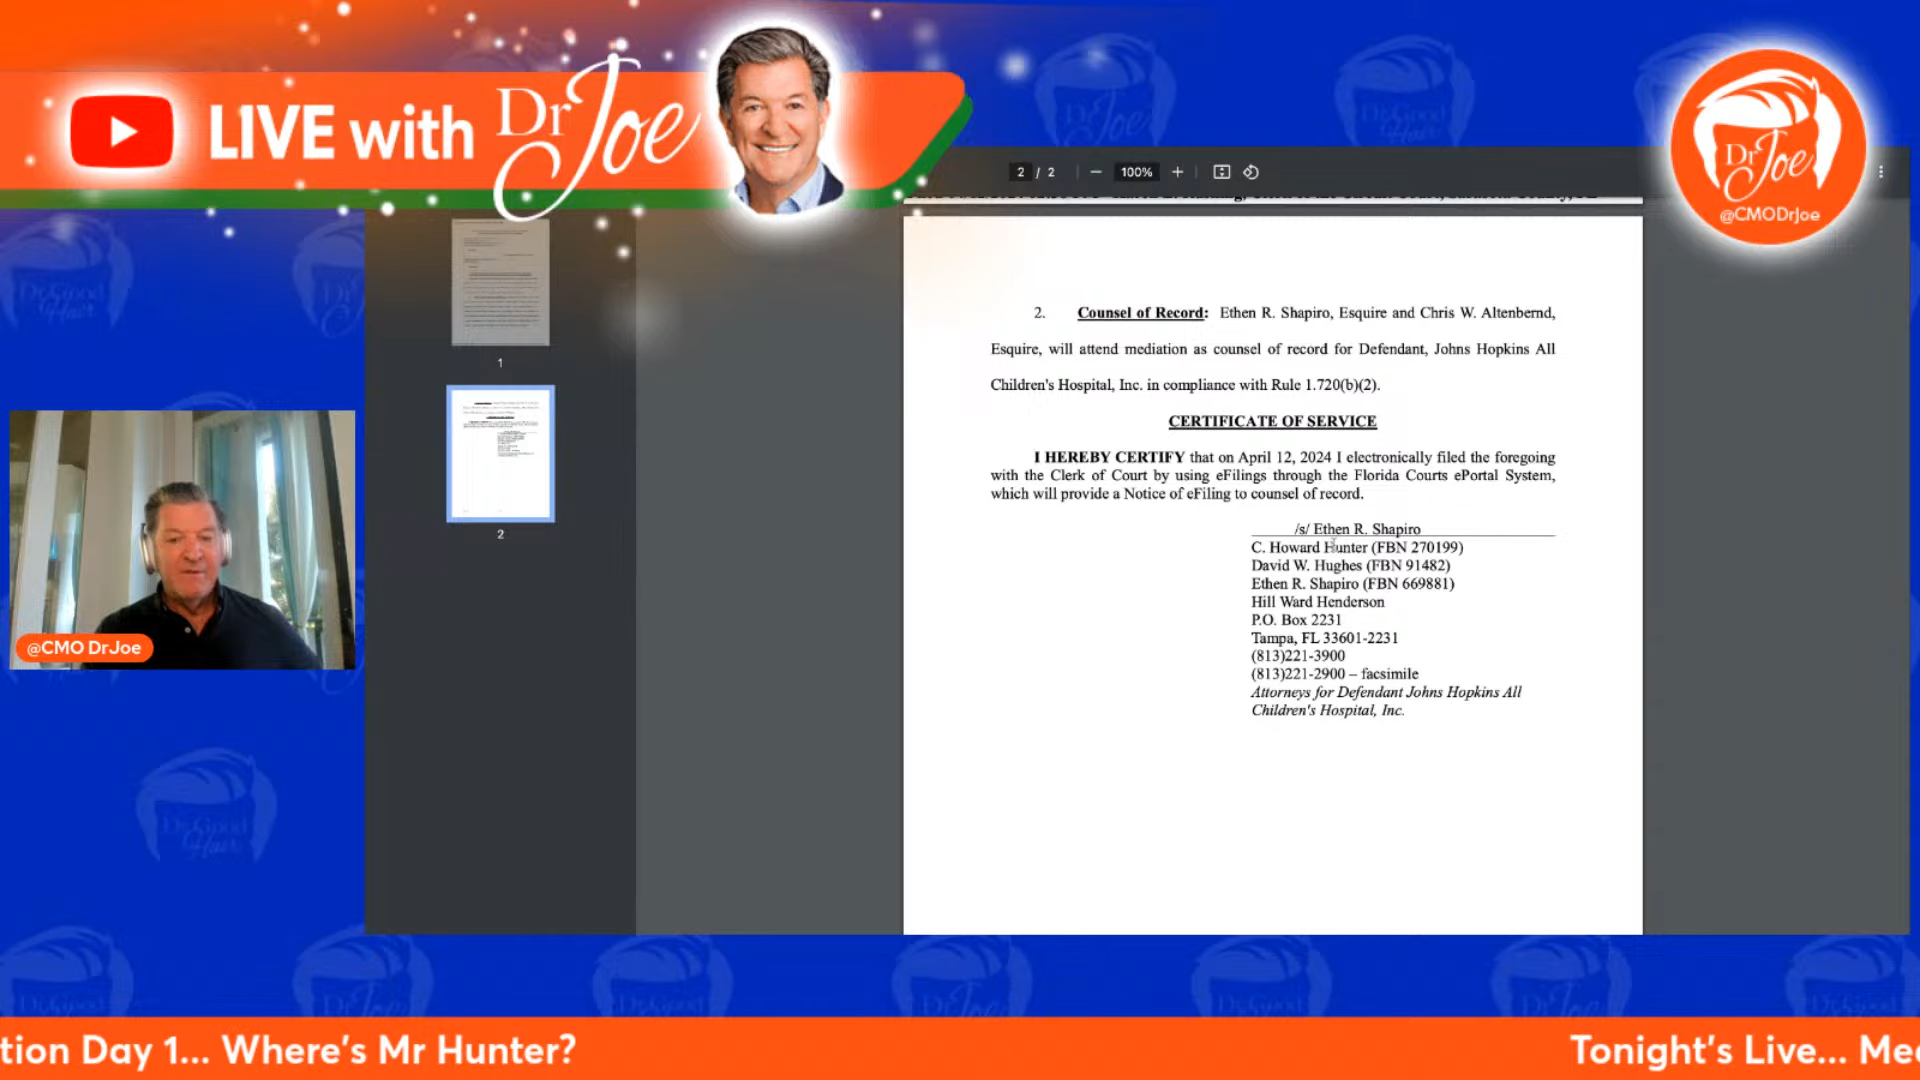 LIVE with Dr Joe
Dr Joe
@CMODrJoe
2 / 2
100%
1
2
2. Counsel of Record: Ethen R. Shapiro, Esquire and Chris W. Altenbernd,
Esquire, will attend mediation as counsel of record for Defendant, Johns Hopkins All
Children's Hospital, Inc. in compliance with Rule 1.720(b)(2).
CERTIFICATE OF SERVICE
I HEREBY CERTIFY that on April 12, 2024 I electronically filed the foregoing
with the Clerk of Court by using eFilings through the Florida Courts ePortal System,
which will provide a Notice of eFiling to counsel of record.
/s/ Ethen R. Shapiro
C. Howard Hunter (FBN 270199)
David W. Hughes (FBN 91482)
Ethen R. Shapiro (FBN 669881)
Hill Ward Henderson
P.O. Box 2231
Tampa, FL 33601-2231
(813)221-3900
(813)221-2900 – facsimile
Attorneys for Defendant Johns Hopkins All
Children's Hospital, Inc.
@CMO DrJoe
tion Day 1... Where's Mr Hunter?
Tonight's Live... Me